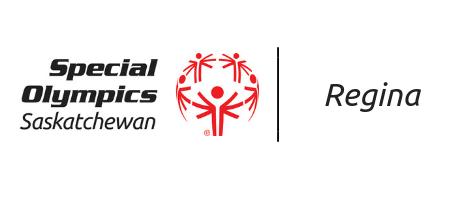 Special
Olympics
Saskatchewan
®
Regina